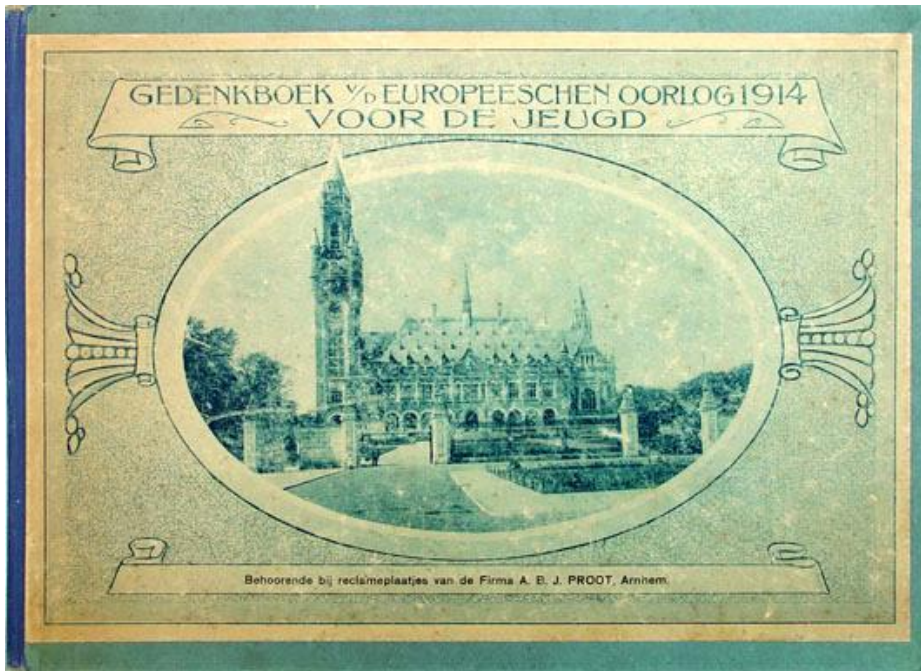 GEDENKBOEK V/D EUROPEESCHEN OORLOG 1914
VOOR DE JEUGD
Behoorende bij reclameplaatjes van de Firma A. B. J. PROOT, Arnhem.